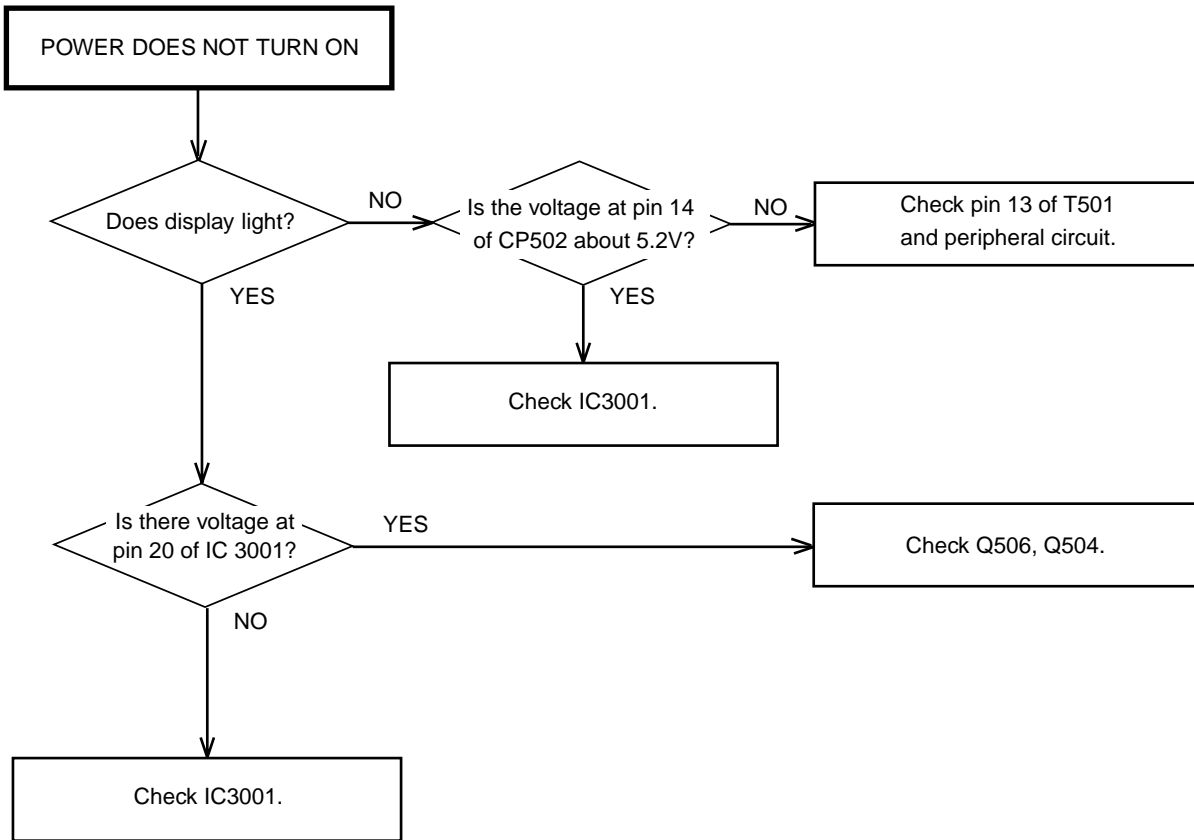 POWER DOES NOT TURN ON
Does display light?
NO
Is the voltage at pin 14
of CP502 about 5.2V?
NO
Check pin 13 of T501
and peripheral circuit.
YES
YES
Check IC3001.
Is there voltage at
pin 20 of IC 3001?
YES
Check Q506, Q504.
NO
Check IC3001.